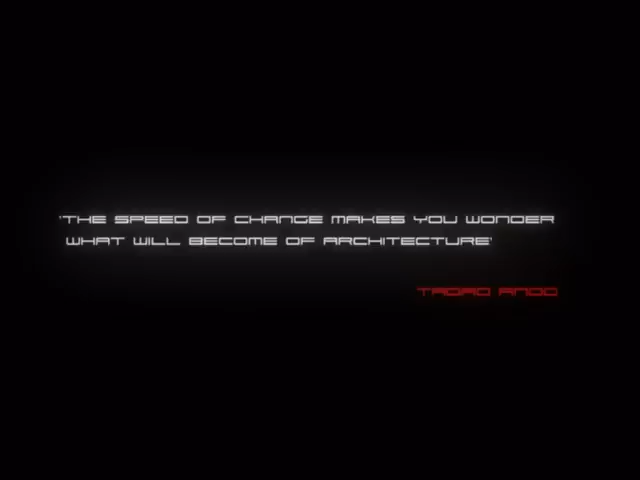 'THE SPEED OF CHANGE MAKES YOU WONDER
WHAT WILL BECOME OF ARCHITECTURE'
TADAO ANDO